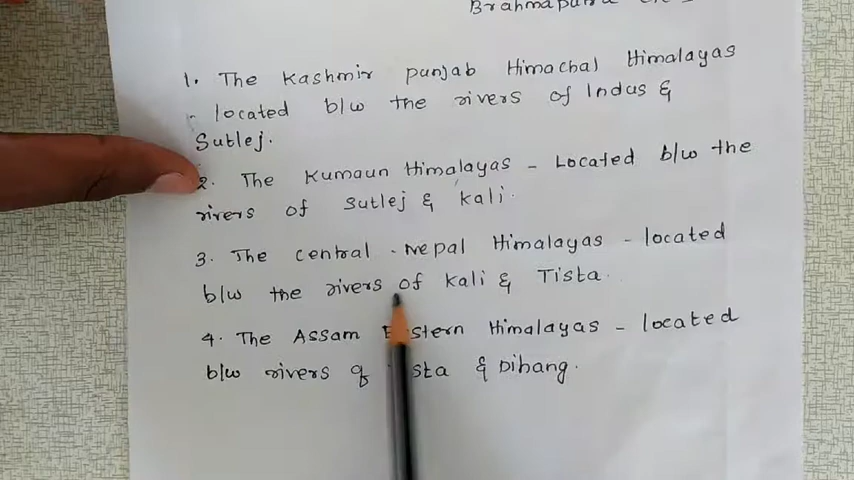 Brahmaputra
1. The Kashmir punjab Himachal Himalayas
- located b/w the rivers of Indus &
Sutlej.
2. The Kumaun Himalayas - Located b/w the
rivers of Sutlej & kali.
3. The central . Nepal Himalayas - located
b/w the rivers of kali & Tista.
4. The Assam Eastern Himalayas - located
b/w rivers of Tista & Dibang.